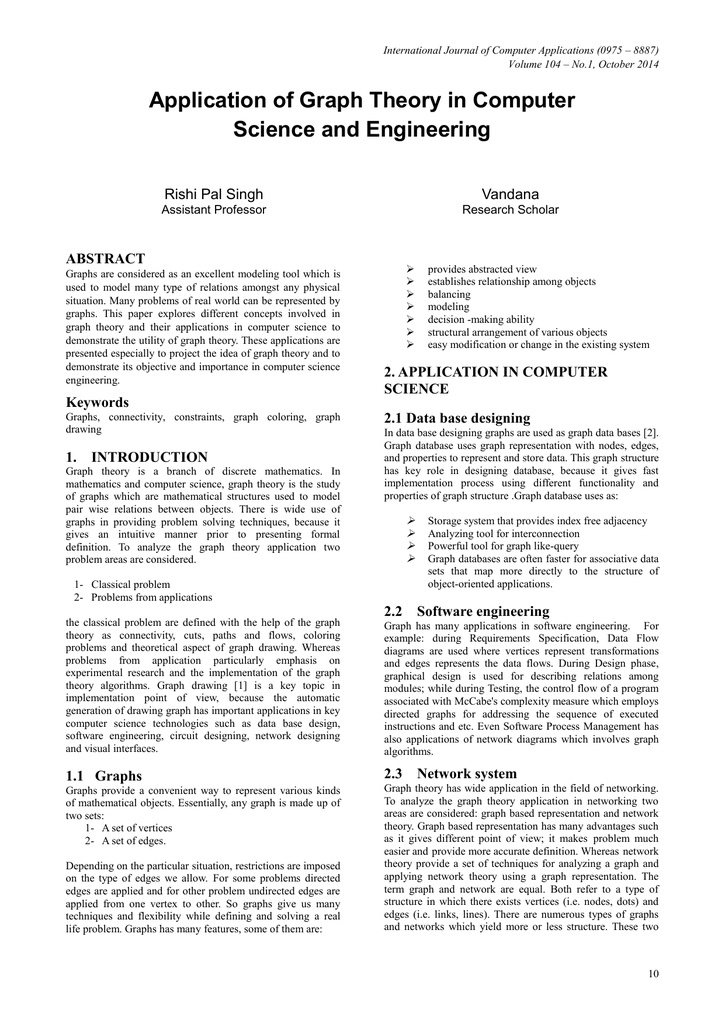 International Journal of Computer Applications (0975 – 8887)
Volume 104 – No.1, October 2014
Application of Graph Theory in Computer
Science and Engineering
Rishi Pal Singh
Assistant Professor
Vandana
Research Scholar
ABSTRACT
Graphs are considered as an excellent modeling tool which is
used to model many type of relations amongst any physical
situation. Many problems of real world can be represented by
graphs. This paper explores different concepts involved in
graph theory and their applications in computer science to
demonstrate the utility of graph theory. These applications are
presented especially to project the idea of graph theory and to
demonstrate its objective and importance in computer science
engineering.
Keywords
Graphs, connectivity, constraints, graph coloring, graph
drawing
1. INTRODUCTION
Graph theory is a branch of discrete mathematics. In
mathematics and computer science, graph theory is the study
of graphs which are mathematical structures used to model
pair wise relations between objects. There is wide use of
graphs in providing problem solving techniques, because it
gives an intuitive manner prior to presenting formal
definition. To analyze the graph theory application two
problem areas are considered.
1- Classical problem
2- Problems from applications
the classical problem are defined with the help of the graph
theory as connectivity, cuts, paths and flows, coloring
problems and theoretical aspect of graph drawing. Whereas
problems from application particularly emphasis on
experimental research and the implementation of the graph
theory algorithms. Graph drawing [1] is a key topic in
implementation point of view, because the automatic
generation of drawing graph has important applications in key
computer science technologies such as data base design,
software engineering, circuit designing, network designing
and visual interfaces.
1.1 Graphs
Graphs provide a convenient way to represent various kinds
of mathematical objects. Essentially, any graph is made up of
two sets:
1- A set of vertices
2- A set of edges.
Depending on the particular situation, restrictions are imposed
on the type of edges we allow. For some problems directed
edges are applied and for other problem undirected edges are
applied from one vertex to other. So graphs give us many
techniques and flexibility while defining and solving a real
life problem. Graphs has many features, some of them are:
➢ provides abstracted view
➢ establishes relationship among objects
➢ balancing
➢ modeling
➢ decision -making ability
➢ structural arrangement of various objects
➢ easy modification or change in the existing system
2. APPLICATION IN COMPUTER
SCIENCE
2.1 Data base designing
In data base designing graphs are used as graph data bases [2].
Graph database uses graph representation with nodes, edges,
and properties to represent and store data. This graph structure
has key role in designing database, because it gives fast
implementation process using different functionality and
properties of graph structure .Graph database uses as:
➢ Storage system that provides index free adjacency
➢ Analyzing tool for interconnection
➢ Powerful tool for graph like-query
➢ Graph databases are often faster for associative data
sets that map more directly to the structure of
object-oriented applications.
2.2 Software engineering
Graph has many applications in software engineering. For
example: during Requirements Specification, Data Flow
diagrams are used where vertices represent transformations
and edges represents the data flows. During Design phase,
graphical design is used for describing relations among
modules; while during Testing, the control flow of a program
associated with McCabe's complexity measure which employs
directed graphs for addressing the sequence of executed
instructions and etc. Even Software Process Management has
also applications of network diagrams which involves graph
algorithms.
2.3 Network system
Graph theory has wide application in the field of networking.
To analyze the graph theory application in networking two
areas are considered: graph based representation and network
theory. Graph based representation has many advantages such
as it gives different point of view; it makes problem much
easier and provide more accurate definition. Whereas network
theory provide a set of techniques for analyzing a graph and
applying network theory using a graph representation. The
term graph and network are equal. Both refer to a type of
structure in which there exists vertices (i.e. nodes, dots) and
edges (i.e. links, lines). There are numerous types of graphs
and networks which yield more or less structure. These two
10